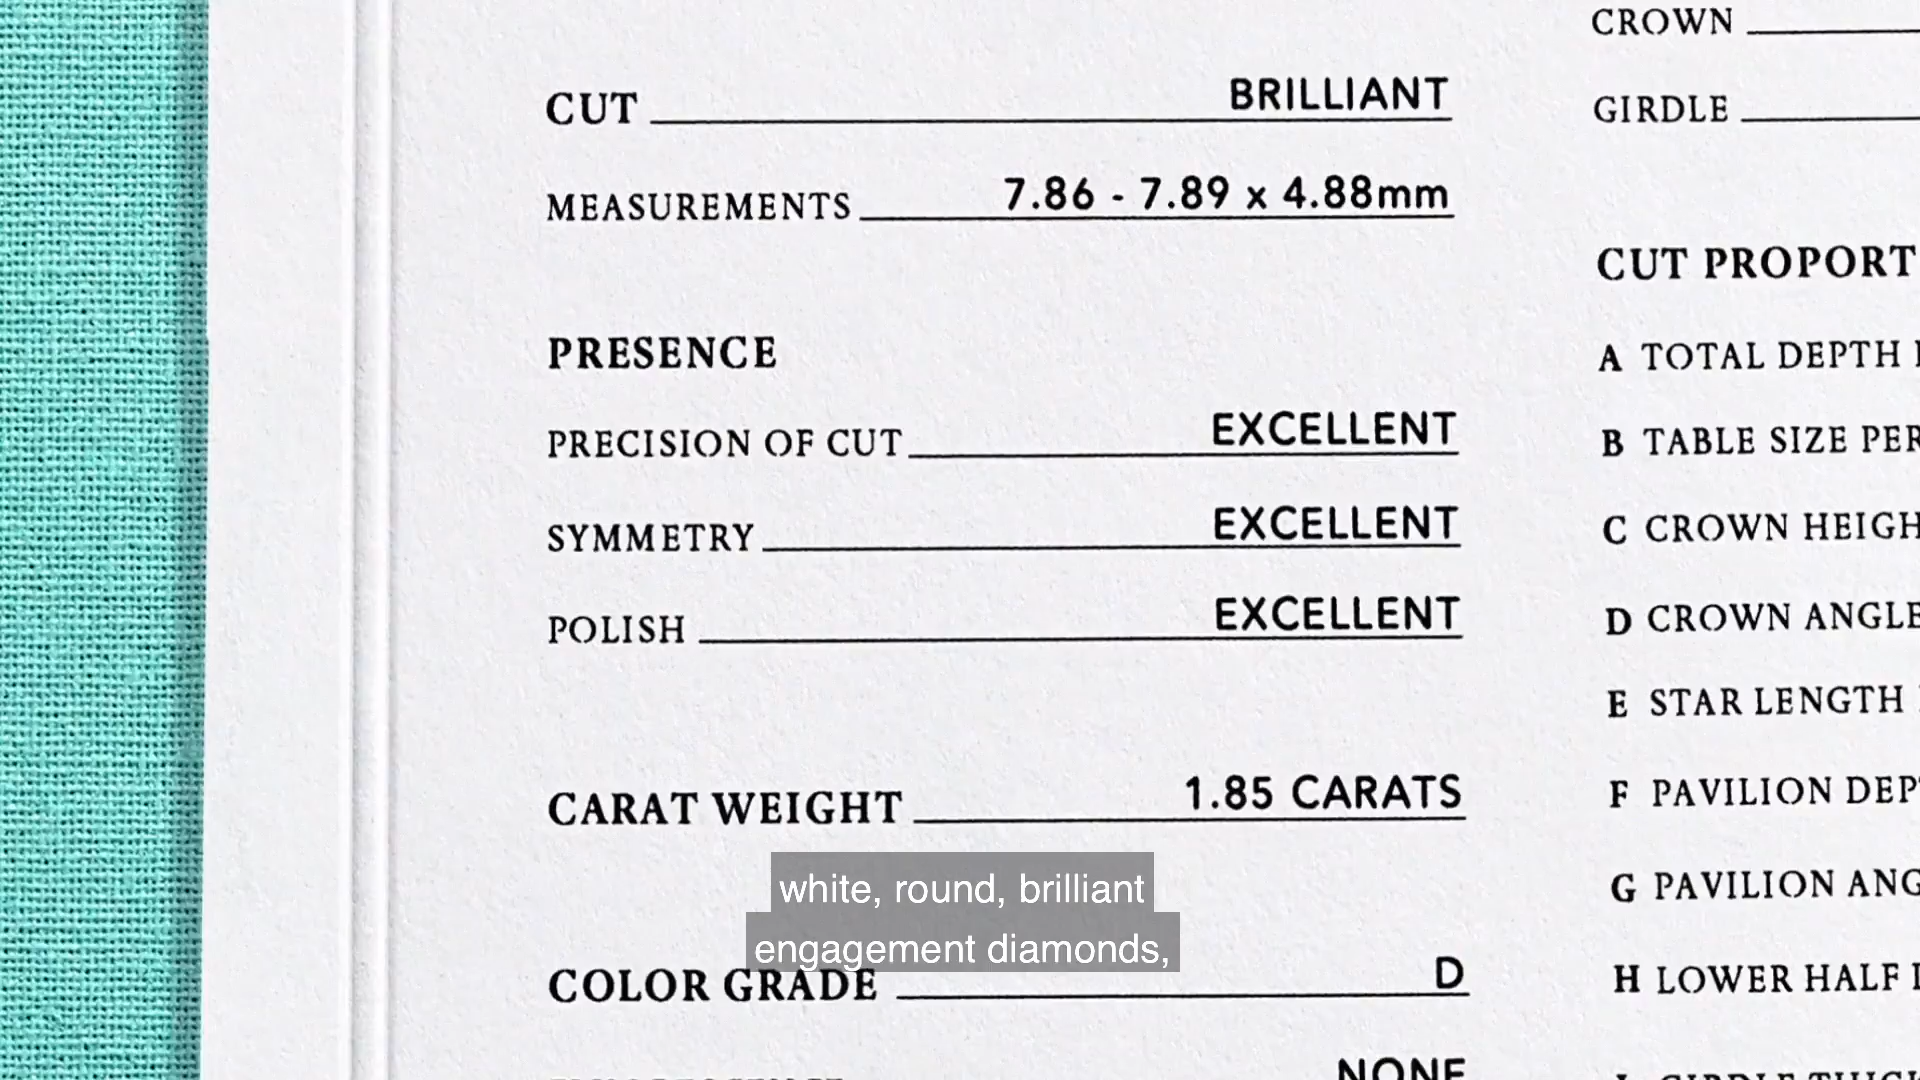 CUT BRILLIANT
MEASUREMENTS 7.86 - 7.89 x 4.88mm
PRESENCE
PRECISION OF CUT EXCELLENT
SYMMETRY EXCELLENT
POLISH EXCELLENT
CARAT WEIGHT 1.85 CARATS
COLOR GRADE D
NONE
CROWN
GIRDLE
CUT PROPORT
A TOTAL DEPTH
B TABLE SIZE PER
C CROWN HEIGH
D CROWN ANGLE
E STAR LENGTH
F PAVILION DEP
G PAVILION ANG
H LOWER HALF
white, round, brilliant
engagement diamonds,